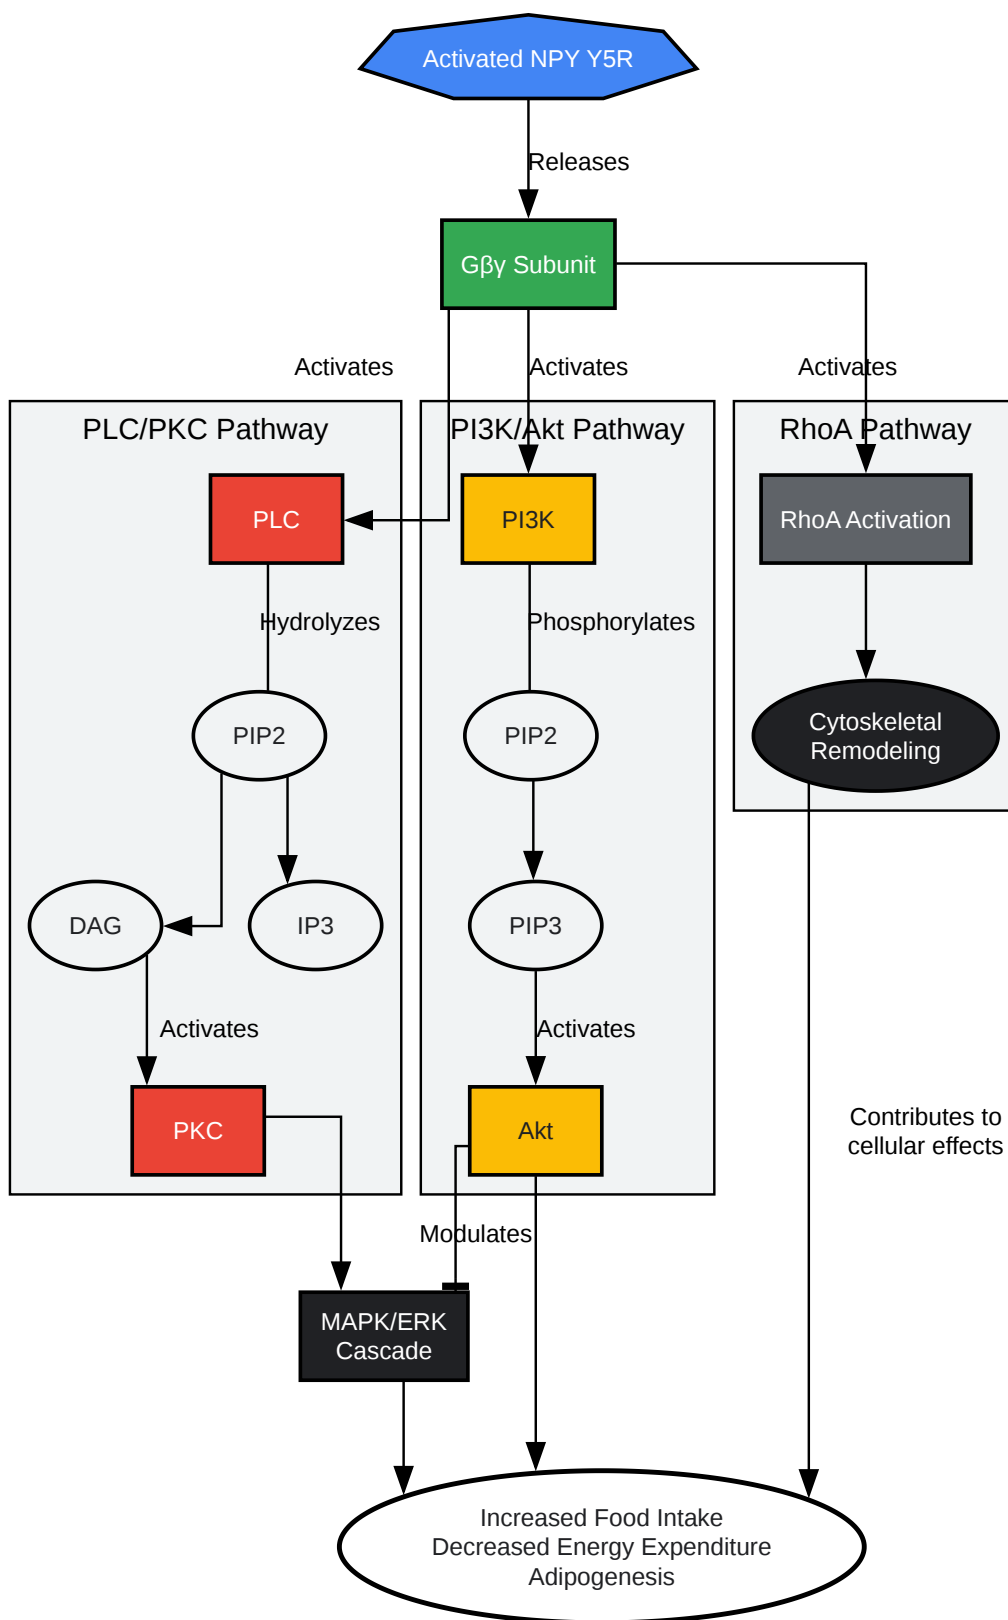 Activated NPY Y5R
Releases
Gβγ Subunit
Activates
Activates
Activates
PLC/PKC Pathway
PI3K/Akt Pathway
RhoA Pathway
PLC
PI3K
RhoA Activation
Hydrolyzes
Phosphorylates
PIP2
PIP2
Cytoskeletal
Remodeling
DAG
IP3
PIP3
Activates
Activates
PKC
Akt
Contributes to
cellular effects
Modulates
MAPK/ERK
Cascade
Increased Food Intake
Decreased Energy Expenditure
Adipogenesis